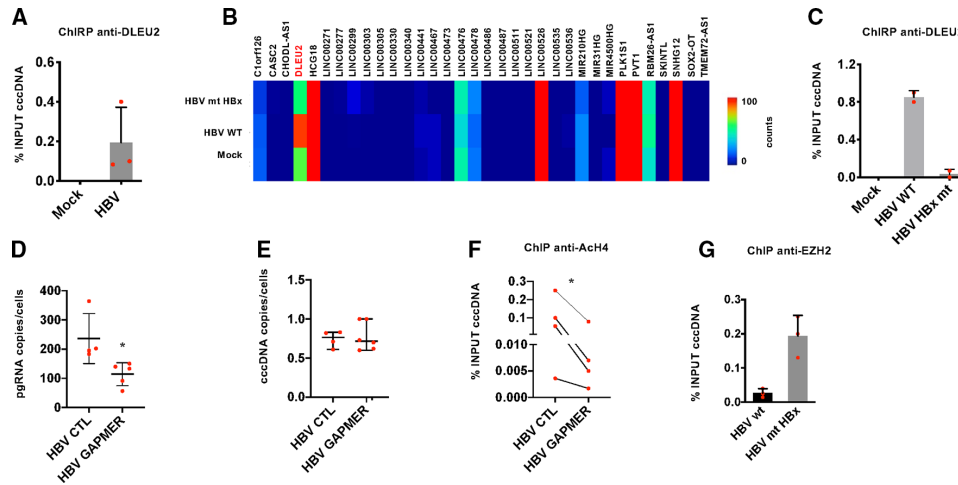 A
ChIRP anti-DLEU2
% INPUT cccDNA
0.6
0.4
0.2
0.0
Mock
HBV
B
C1orf126
CASC2
CHODL-AS1
DLEU2
HCG18
LINC00271
LINC00277
LINC00299
LINC00303
LINC00305
LINC00330
LINC00340
LINC00441
LINC00467
LINC00473
LINC00476
LINC00478
LINC00486
LINC00487
LINC00511
LINC00521
LINC00526
LINC00535
LINC00536
MIR210HG
MIR31HG
MIR4500HG
PLK1S1
PVT1
RBM26-AS1
SKINTL
SNHG12
SOX2-OT
TMEM72-AS1
HBV mt HBx
HBV WT
Mock
100
0
counts
C
ChIRP anti-DLEU
% INPUT cccDNA
1.2
0.8
0.4
0.0
Mock
HBV WT
HBV HBx mt
D
pgRNA copies/cells
400
300
200
100
0
*
HBV CTL
HBV GAPMER
E
cccDNA copies/cells
1.5
1.0
0.5
0.0
HBV CTL
HBV GAPMER
F
ChIP anti-AcH4
% INPUT cccDNA
0.3
0.2
0.1
0.0
0.010
0.005
0.000
*
HBV CTL
HBV GAPMER
G
ChIP anti-EZH2
% INPUT cccDNA
0.3
0.2
0.1
0.0
HBV wt
HBV mt HBx